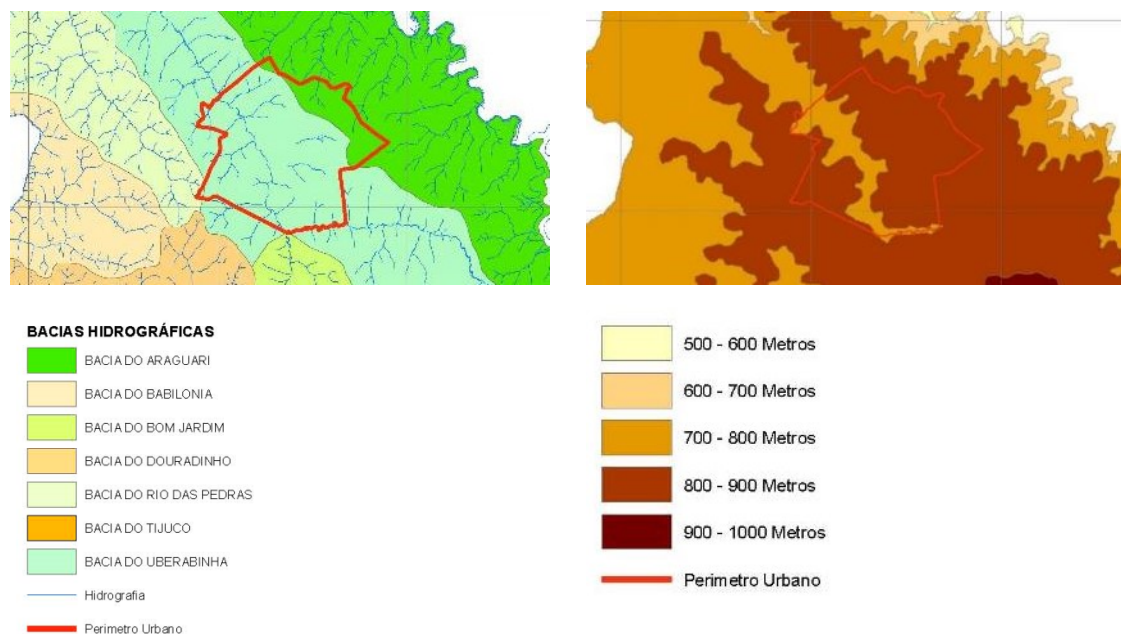 BACIAS HIDROGRÁFICAS
BACIA DO ARAGUARI
BACIA DO BABILONIA
BACIA DO BOM JARDIM
BACIA DO DOURADINHO
BACIA DO RIO DAS PEDRAS
BACIA DO TIJUCO
BACIA DO UBERABINHA
Hidrografia
Perimetro Urbano
500 - 600 Metros
600 - 700 Metros
700 - 800 Metros
800 - 900 Metros
900 - 1000 Metros
Perimetro Urbano